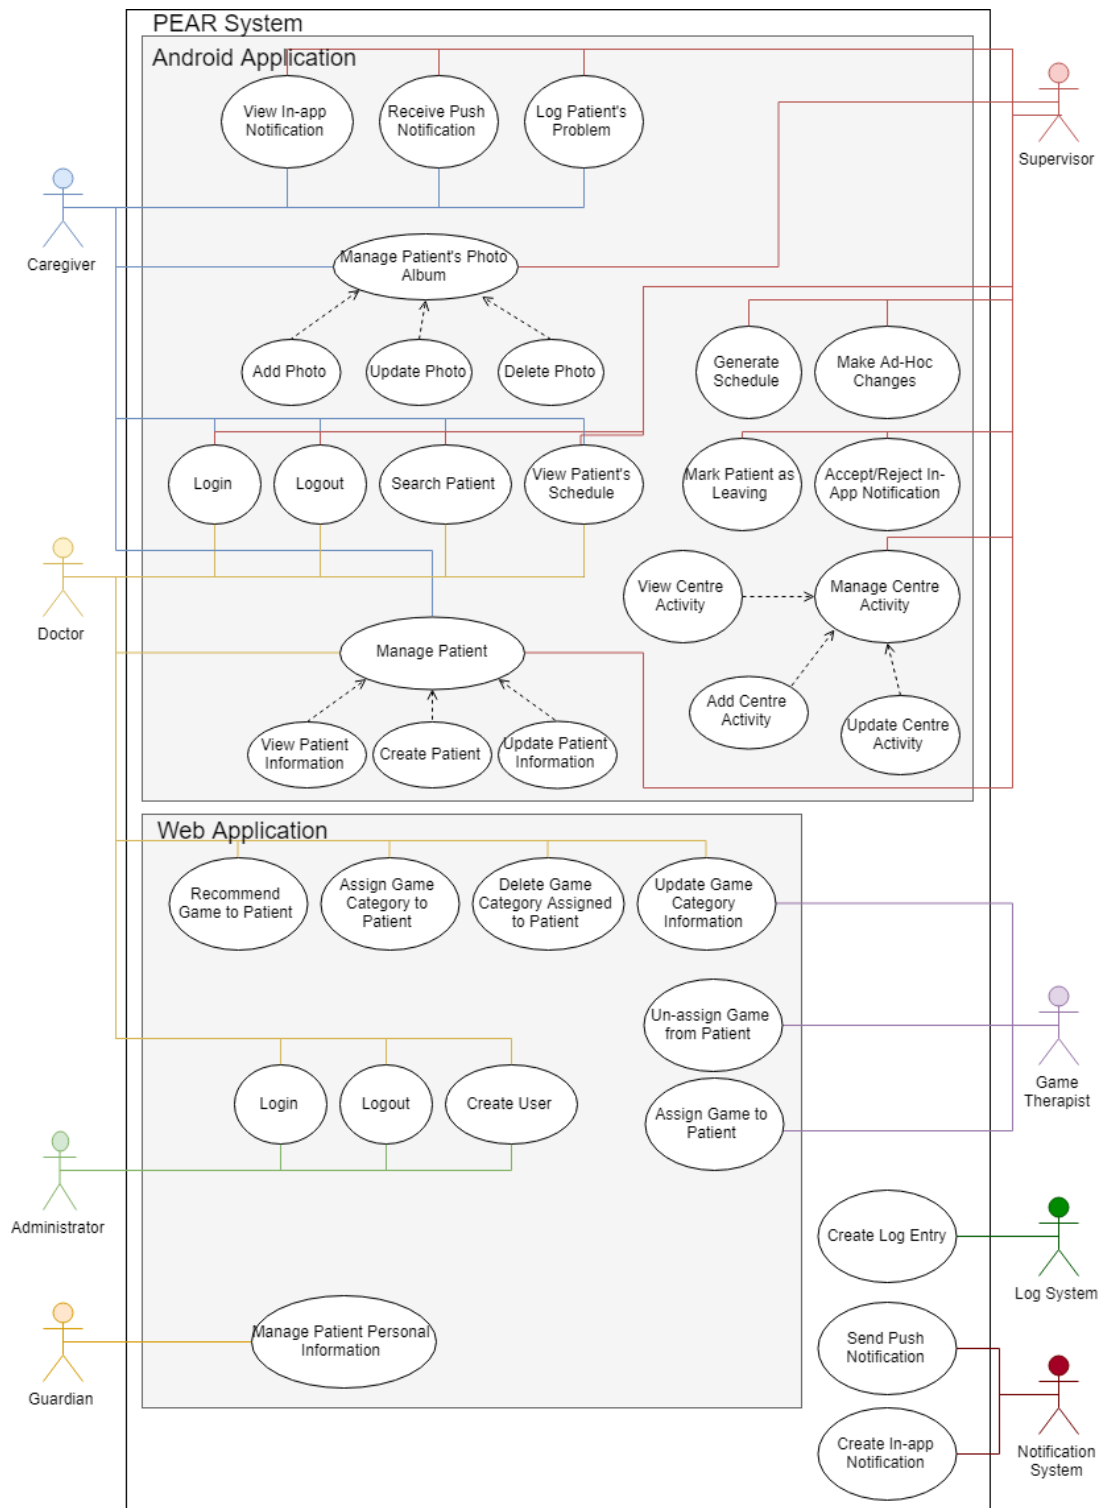 PEAR System
Android Application
View In-app
Notification
Receive Push
Notification
Log Patient's
Problem
Supervisor
Caregiver
Manage Patient's Photo
Album
Add Photo
Update Photo
Delete Photo
Generate
Schedule
Make Ad-Hoc
Changes
Login
Logout
Search Patient
View Patient's
Schedule
Mark Patient as
Leaving
Accept/Reject In-
App Notification
Doctor
View Centre
Activity
Manage Centre
Activity
Manage Patient
Add Centre
Activity
Update Centre
Activity
View Patient
Information
Create Patient
Update Patient
Information
Web Application
Recommend
Game to Patient
Assign Game
Category to
Patient
Delete Game
Category Assigned
to Patient
Update Game
Category
Information
Un-assign Game
from Patient
Game
Therapist
Login
Logout
Create User
Assign Game to
Patient
Administrator
Create Log Entry
Log System
Manage Patient Personal
Information
Guardian
Send Push
Notification
Create In-app
Notification
Notification
System